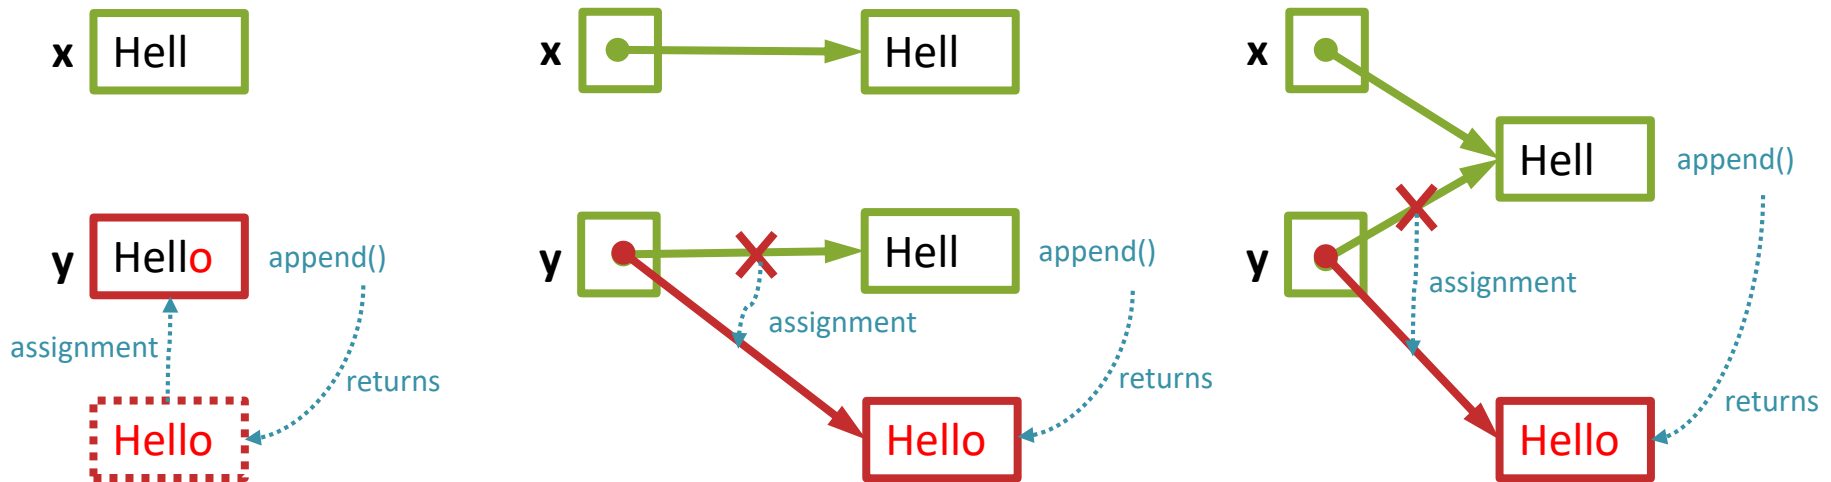 x Hell
y Hello append()
assignment
returns
Hello
x Hell
y Hell append()
assignment
returns
Hello
x
Hell append()
y
assignment
returns
Hello